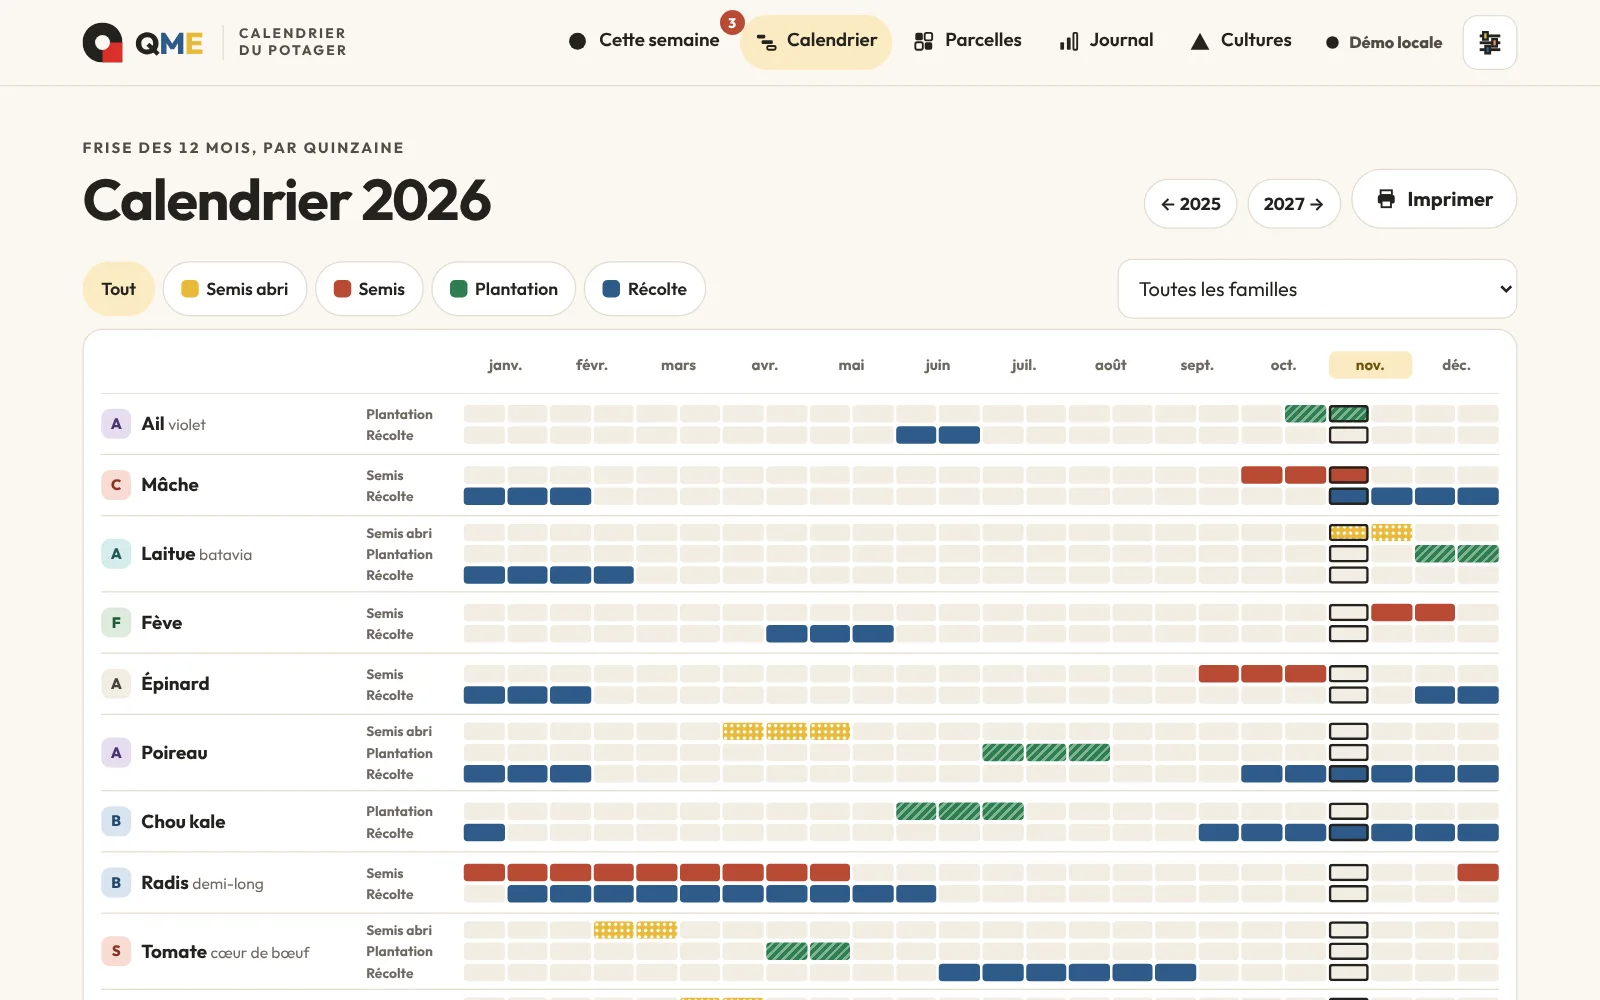 QME
CALENDRIER
DU POTAGER
Cette semaine
3
Calendrier
Parcelles
Journal
Cultures
Démo locale
FRISE DES 12 MOIS, PAR QUINZAINE
Calendrier 2026
← 2025
2027 →
Imprimer
Tout
Semis abri
Semis
Plantation
Récolte
Toutes les familles
janv. févr. mars avr. mai juin juil. août sept. oct. nov. déc.
A Ail violet
Plantation
Récolte
C Mâche
Semis
Récolte
A Laitue batavia
Semis abri
Plantation
Récolte
F Fève
Semis
Récolte
A Épinard
Semis
Récolte
A Poireau
Semis abri
Plantation
Récolte
B Chou kale
Plantation
Récolte
B Radis demi-long
Semis
Récolte
S Tomate cœur de bœuf
Semis abri
Plantation
Récolte